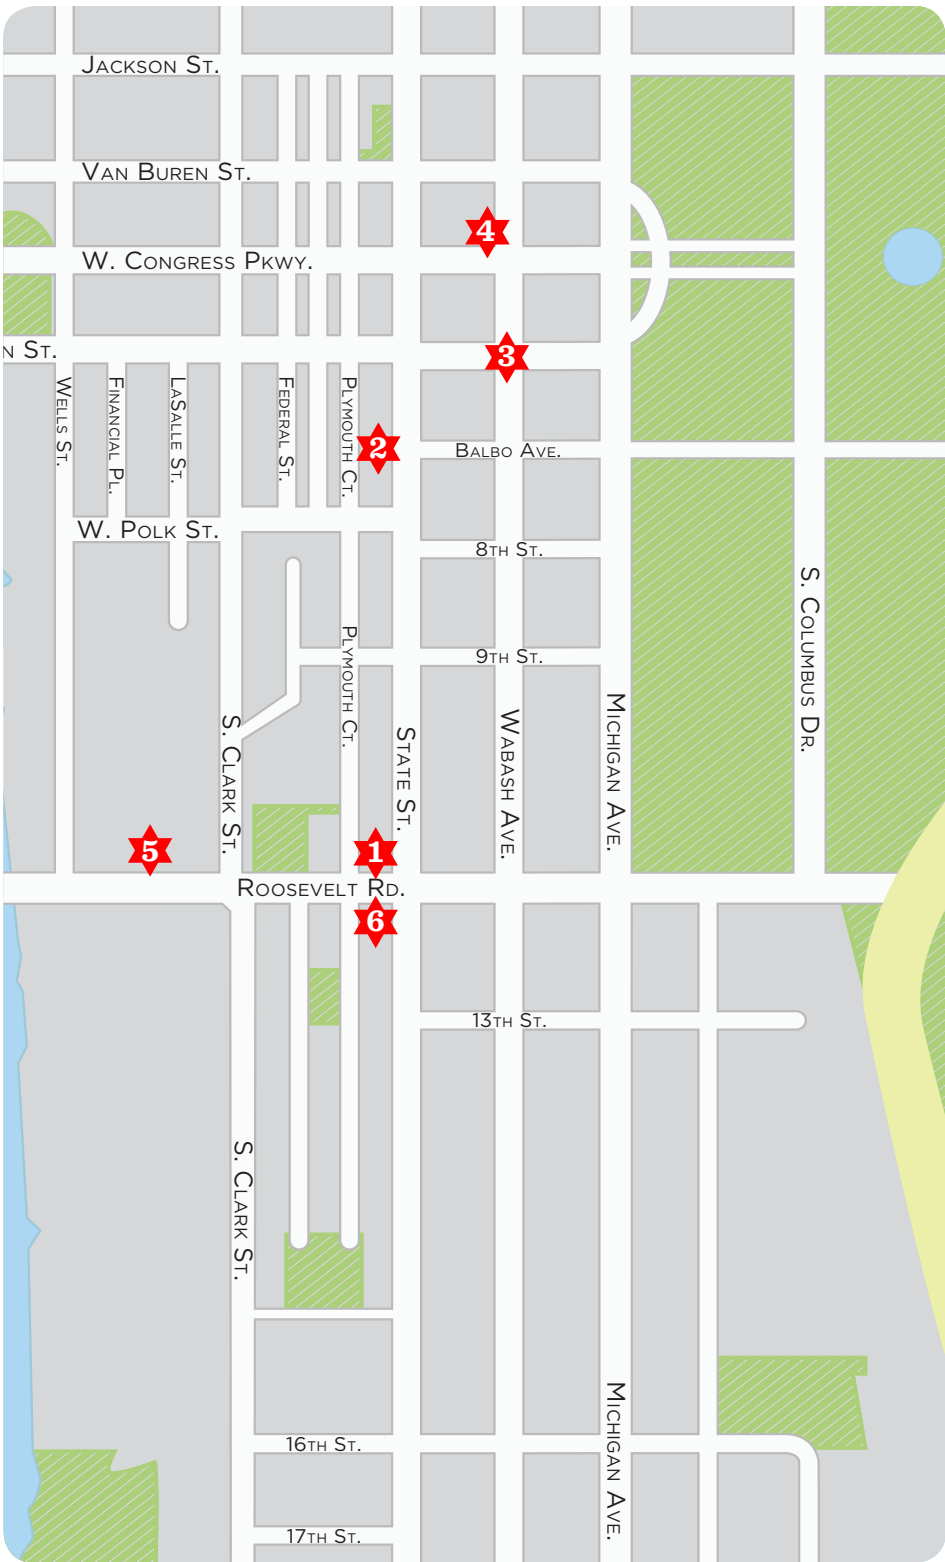 Jackson St.
Van Buren St.
4
W. Congress Pkwy.
N St.
3
Wells St.
Financial Pl.
LaSalle St.
Federal St.
Plymouth Ct.
2
Balbo Ave.
W. Polk St.
8th St.
S. Columbus Dr.
Plymouth Ct.
9th St.
S. Clark St.
State St.
Wabash Ave.
Michigan Ave.
5
1
Roosevelt Rd.
6
13th St.
S. Clark St.
Michigan Ave.
16th St.
17th St.